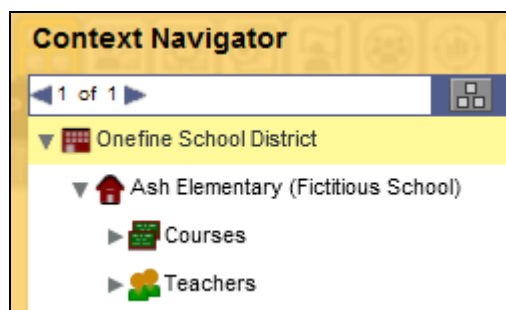 Context Navigator
1 of 1
Onefine School District
Ash Elementary (Fictitious School)
Courses
Teachers